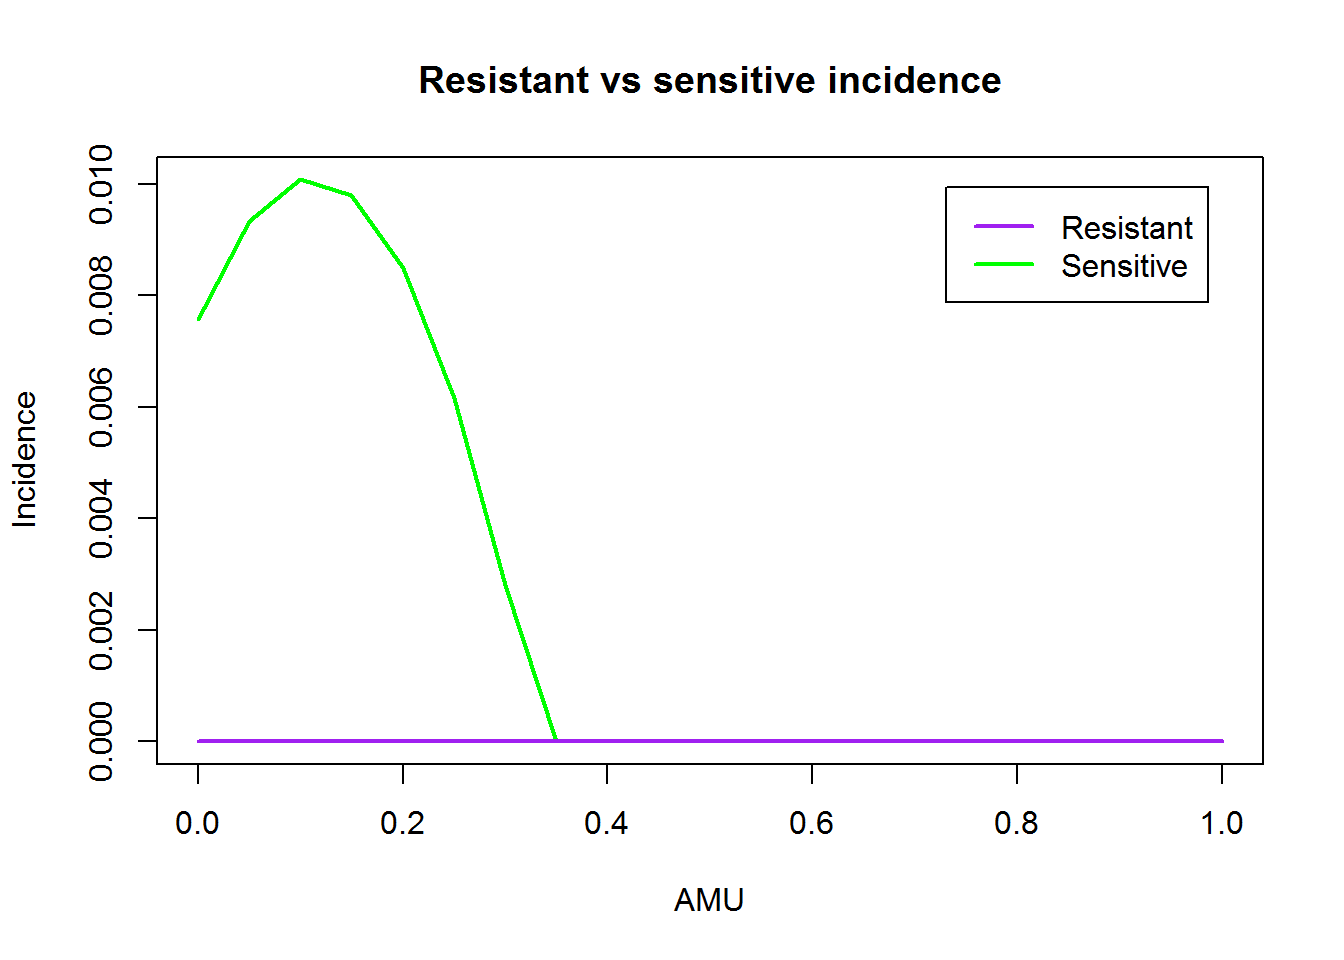 Resistant vs sensitive incidence
0.010
0.008
0.006
0.004
0.002
0.000
Incidence
Resistant
Sensitive
0.0 0.2 0.4 0.6 0.8 1.0
AMU